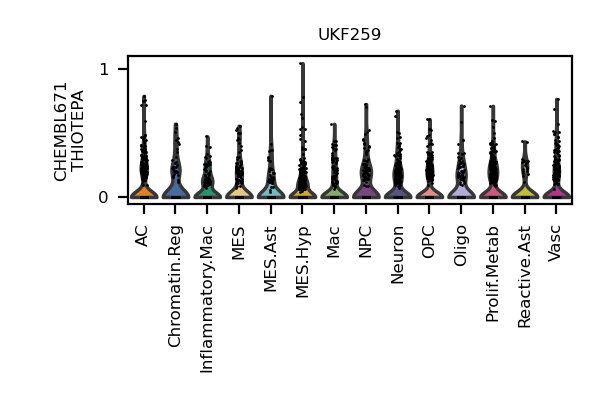 UKF259
CHEMBL671
THIOTEPA
1
0
AC
Chromatin.Reg
Inflammatory.Mac
MES
MES.Ast
MES.Hyp
Mac
NPC
Neuron
OPC
Oligo
Prolif.Metab
Reactive.Ast
Vasc